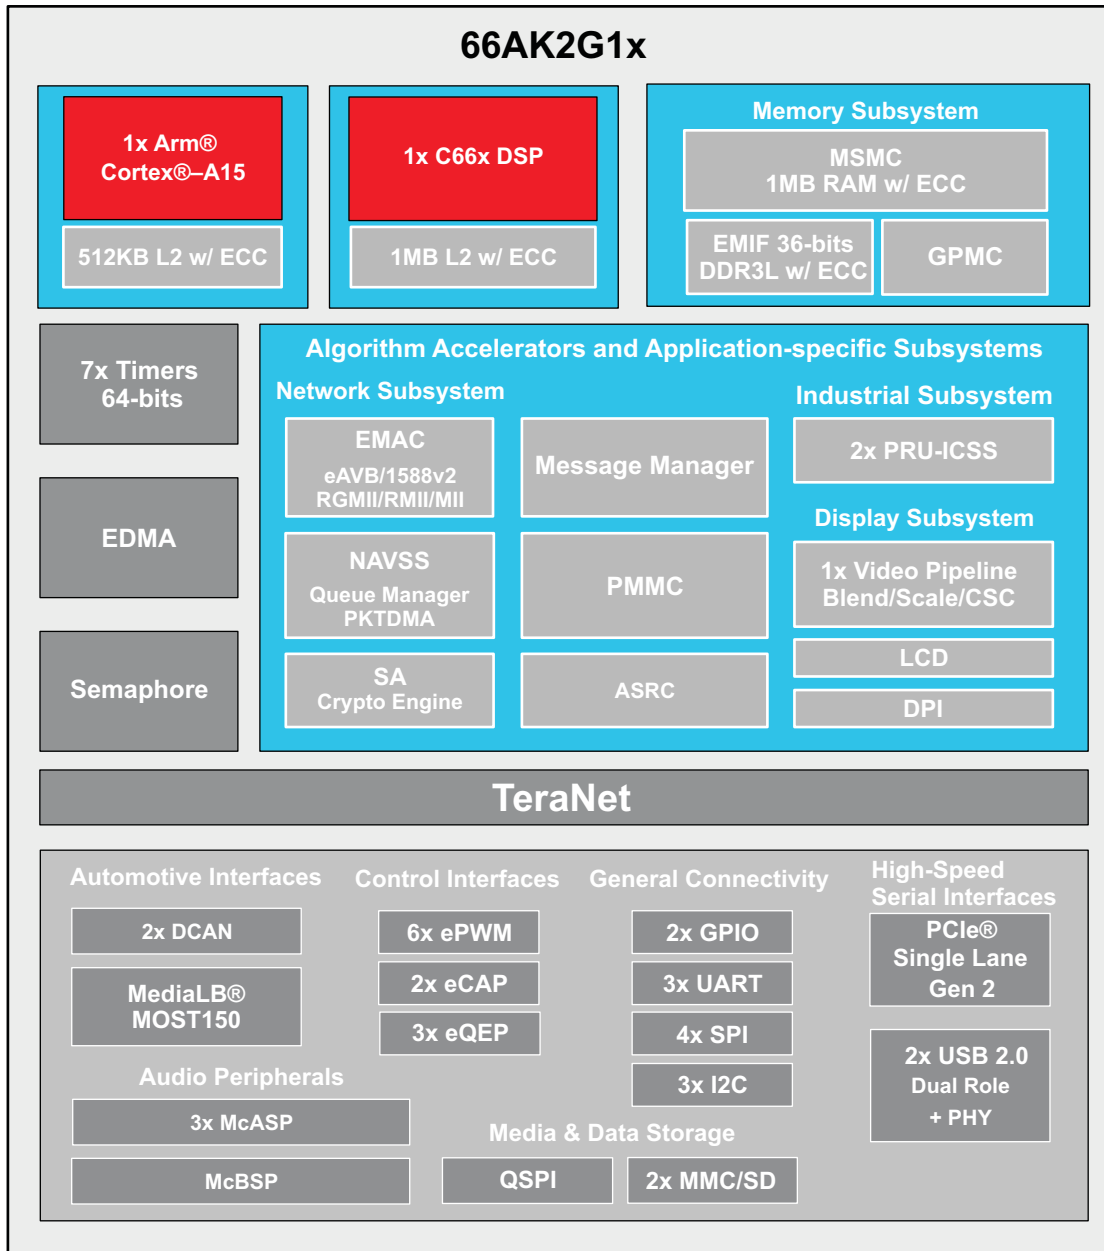 66AK2G1x
1x Arm®
Cortex®–A15
512KB L2 w/ ECC
1x C66x DSP
1MB L2 w/ ECC
Memory Subsystem
MSMC
1MB RAM w/ ECC
EMIF 36-bits
DDR3L w/ ECC
GPMC
7x Timers
64-bits
EDMA
Semaphore
Algorithm Accelerators and Application-specific Subsystems
Network Subsystem
EMAC
eAVB/1588v2
RGMII/RMII/MII
NAVSS
Queue Manager
PKTDMA
SA
Crypto Engine
Message Manager
PMMC
ASRC
Industrial Subsystem
2x PRU-ICSS
Display Subsystem
1x Video Pipeline
Blend/Scale/CSC
LCD
DPI
TeraNet
Automotive Interfaces
2x DCAN
MediaLB®
MOST150
Control Interfaces
6x ePWM
2x eCAP
3x eQEP
General Connectivity
2x GPIO
3x UART
4x SPI
3x I2C
High-Speed
Serial Interfaces
PCIe®
Single Lane
Gen 2
2x USB 2.0
Dual Role
+ PHY
Audio Peripherals
3x McASP
McBSP
Media & Data Storage
QSPI
2x MMC/SD